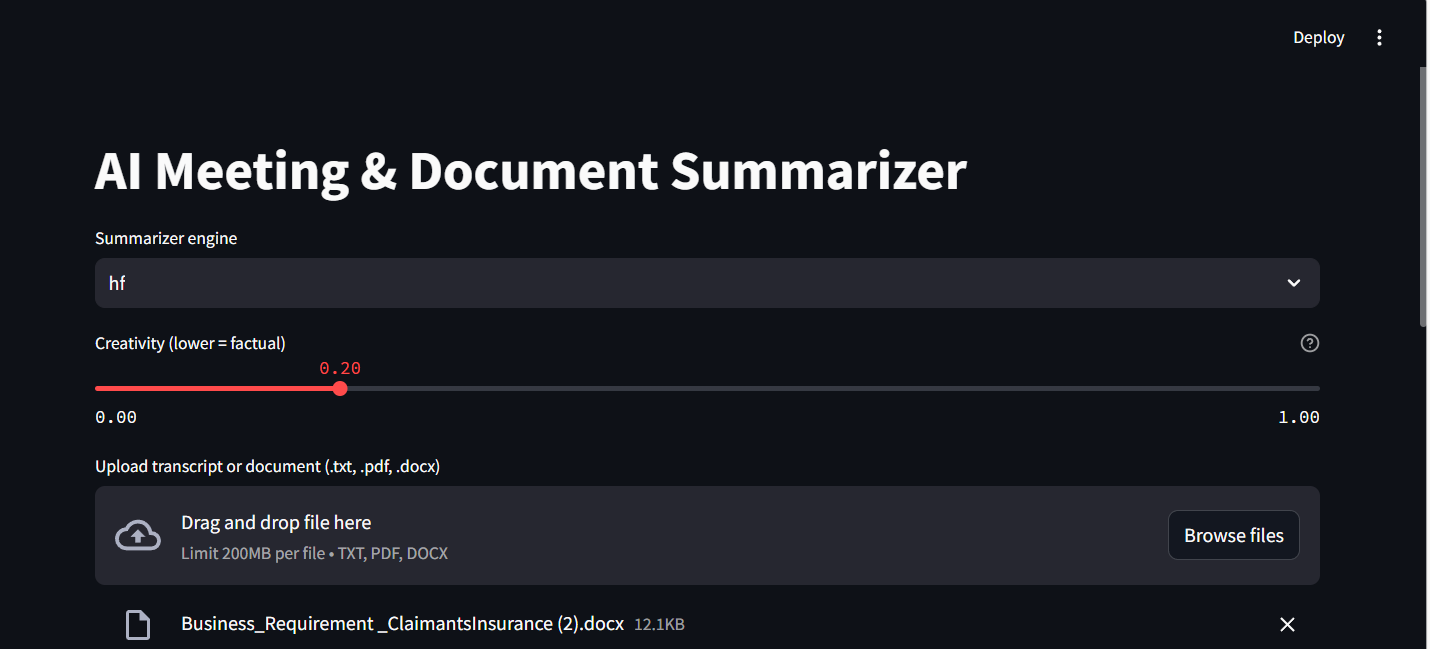 Deploy
AI Meeting & Document Summarizer
Summarizer engine
hf
Creativity (lower = factual)
0.20
0.00 1.00
Upload transcript or document (.txt, .pdf, .docx)
Drag and drop file here
Limit 200MB per file • TXT, PDF, DOCX
Browse files
Business_Requirement _ClaimantsInsurance (2).docx 12.1KB